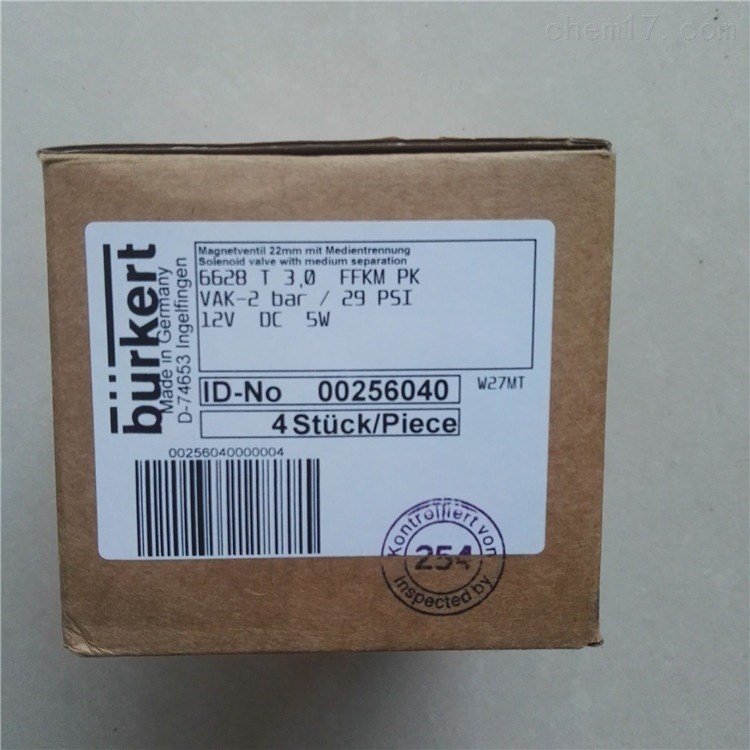 chem17.com
bürkert
Made in Germany
D-74653 Ingelfingen
Magnetventil 22mm mit Medientrennung
Solenoid valve with medium separation
6628 T 3,0 FFKM PK
VAK-2 bar / 29 PSI
12V DC 5W
ID-No 00256040
W27MT
4 Stück/Piece
00256040000004
Kontrolliert von
254
inspected by